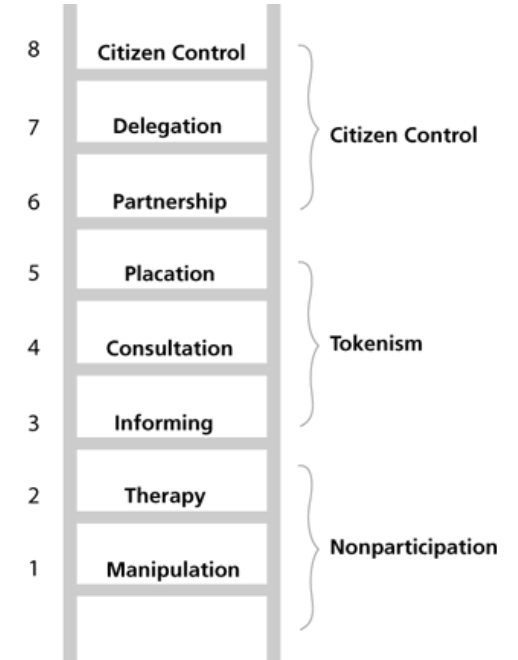 8 Citizen Control
7 Delegation
Citizen Control
6 Partnership
5 Placation
4 Consultation
Tokenism
3 Informing
2 Therapy
Nonparticipation
1 Manipulation